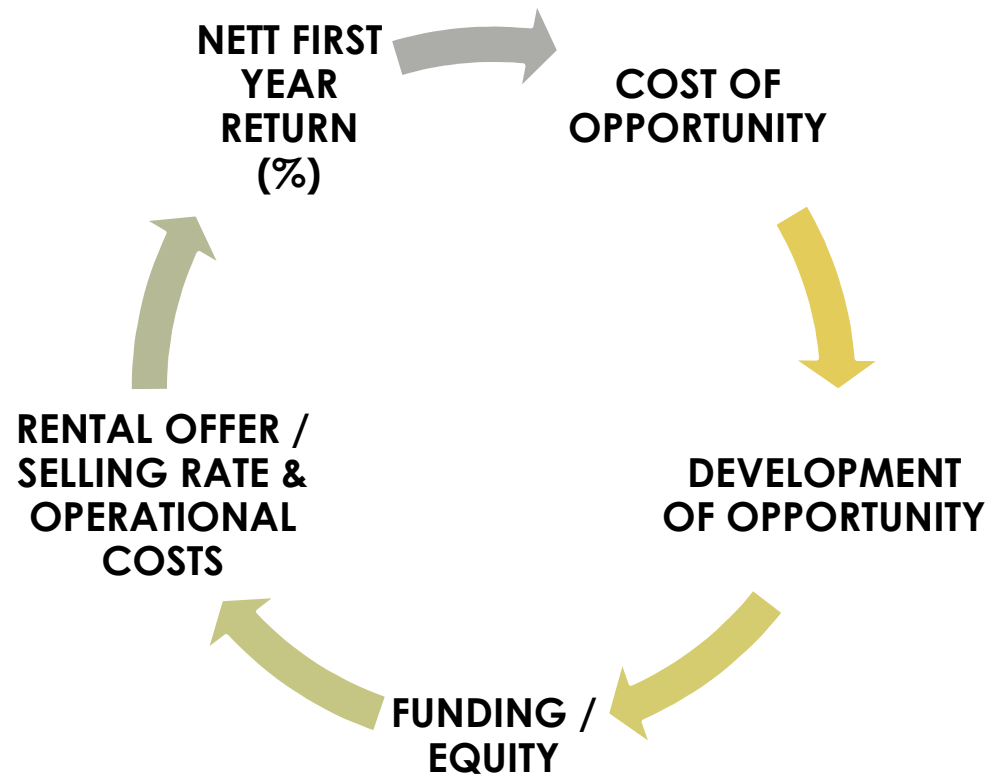 NETT FIRST
YEAR
RETURN
(%)
COST OF
OPPORTUNITY
DEVELOPMENT
OF OPPORTUNITY
FUNDING /
EQUITY
RENTAL OFFER /
SELLING RATE &
OPERATIONAL
COSTS